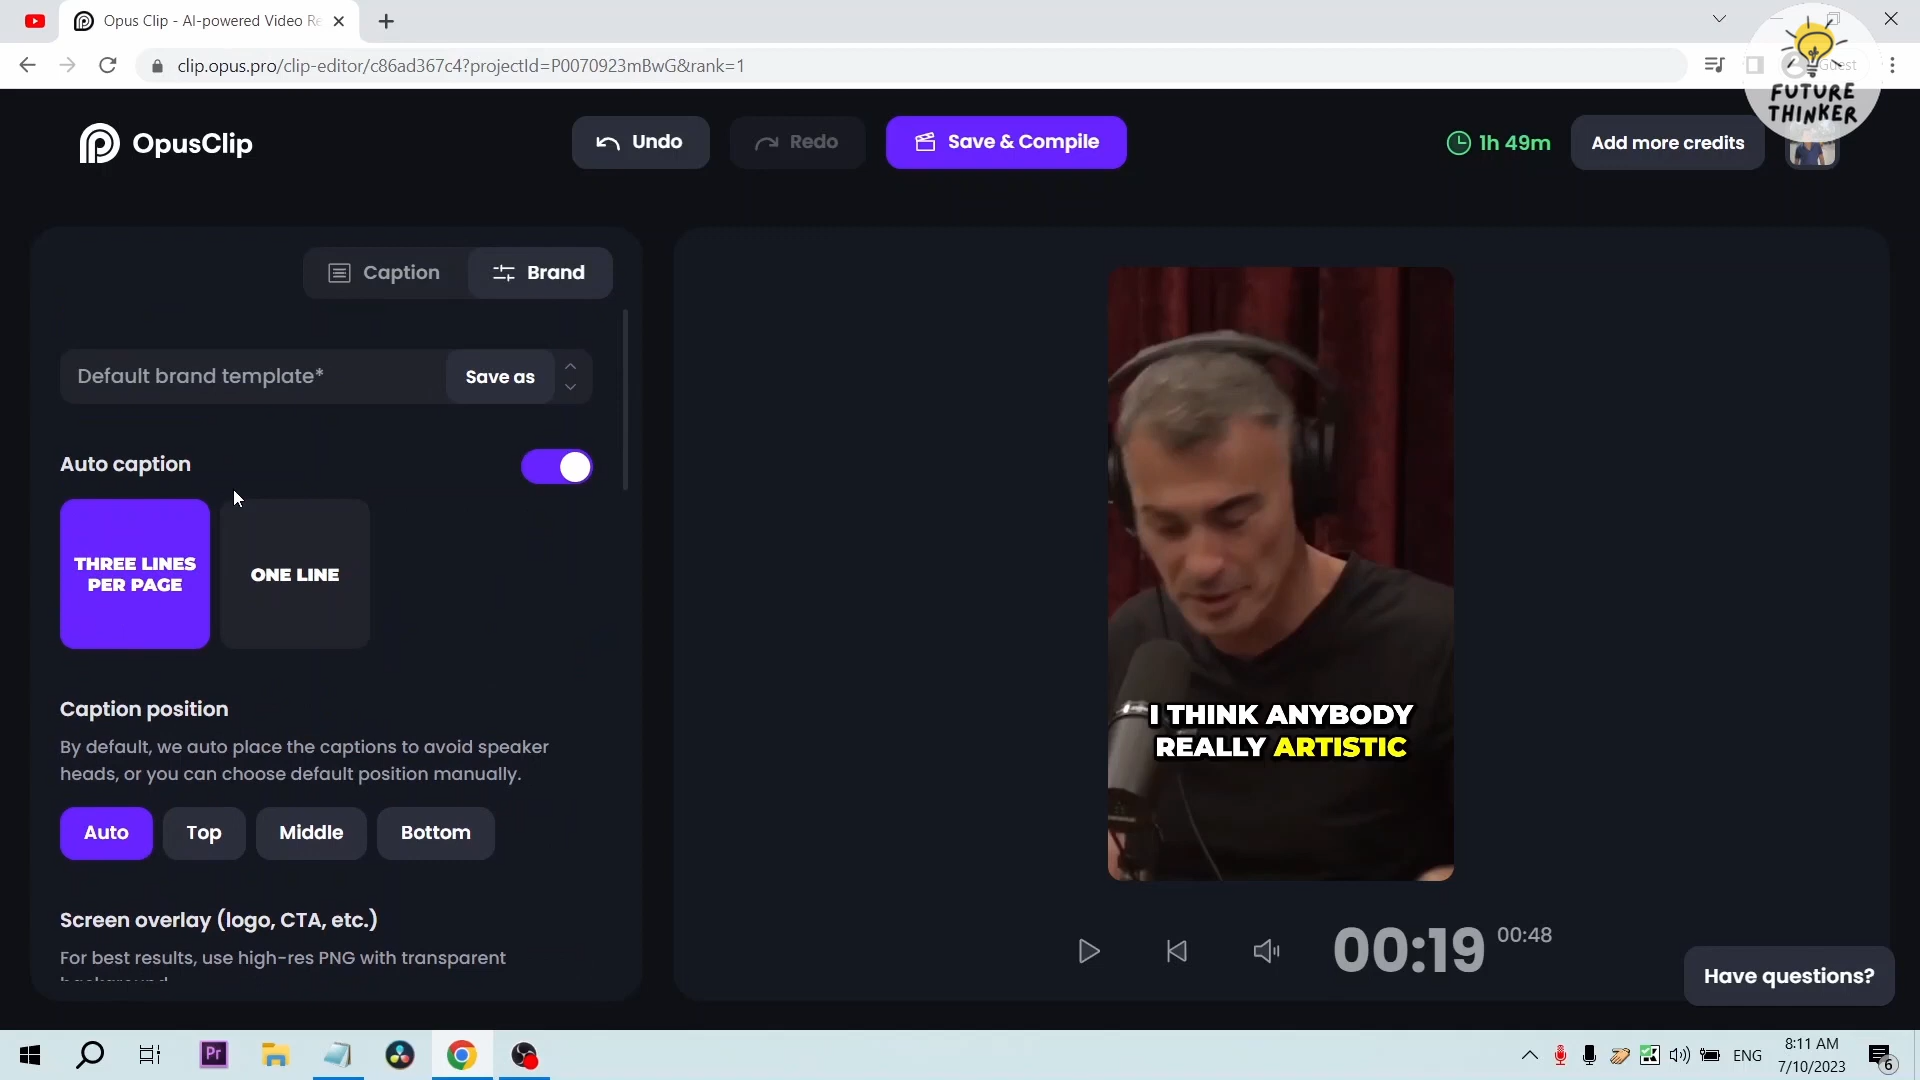 Opus Clip - AI-powered Video Re
clip.opus.pro/clip-editor/c86ad367c4?projectId=P0070923mBwG&rank=1
Guest
FUTURE
THINKER
OpusClip
Undo
Redo
Save & Compile
1h 49m
Add more credits
Caption
Brand
Default brand template*
Save as
Auto caption
THREE LINES
PER PAGE
ONE LINE
Caption position
By default, we auto place the captions to avoid speaker
heads, or you can choose default position manually.
Auto
Top
Middle
Bottom
Screen overlay (logo, CTA, etc.)
For best results, use high-res PNG with transparent
background.
I THINK ANYBODY
REALLY ARTISTIC
00:19
00:48
Have questions?
Pr
ENG
8:11 AM
7/10/2023
6